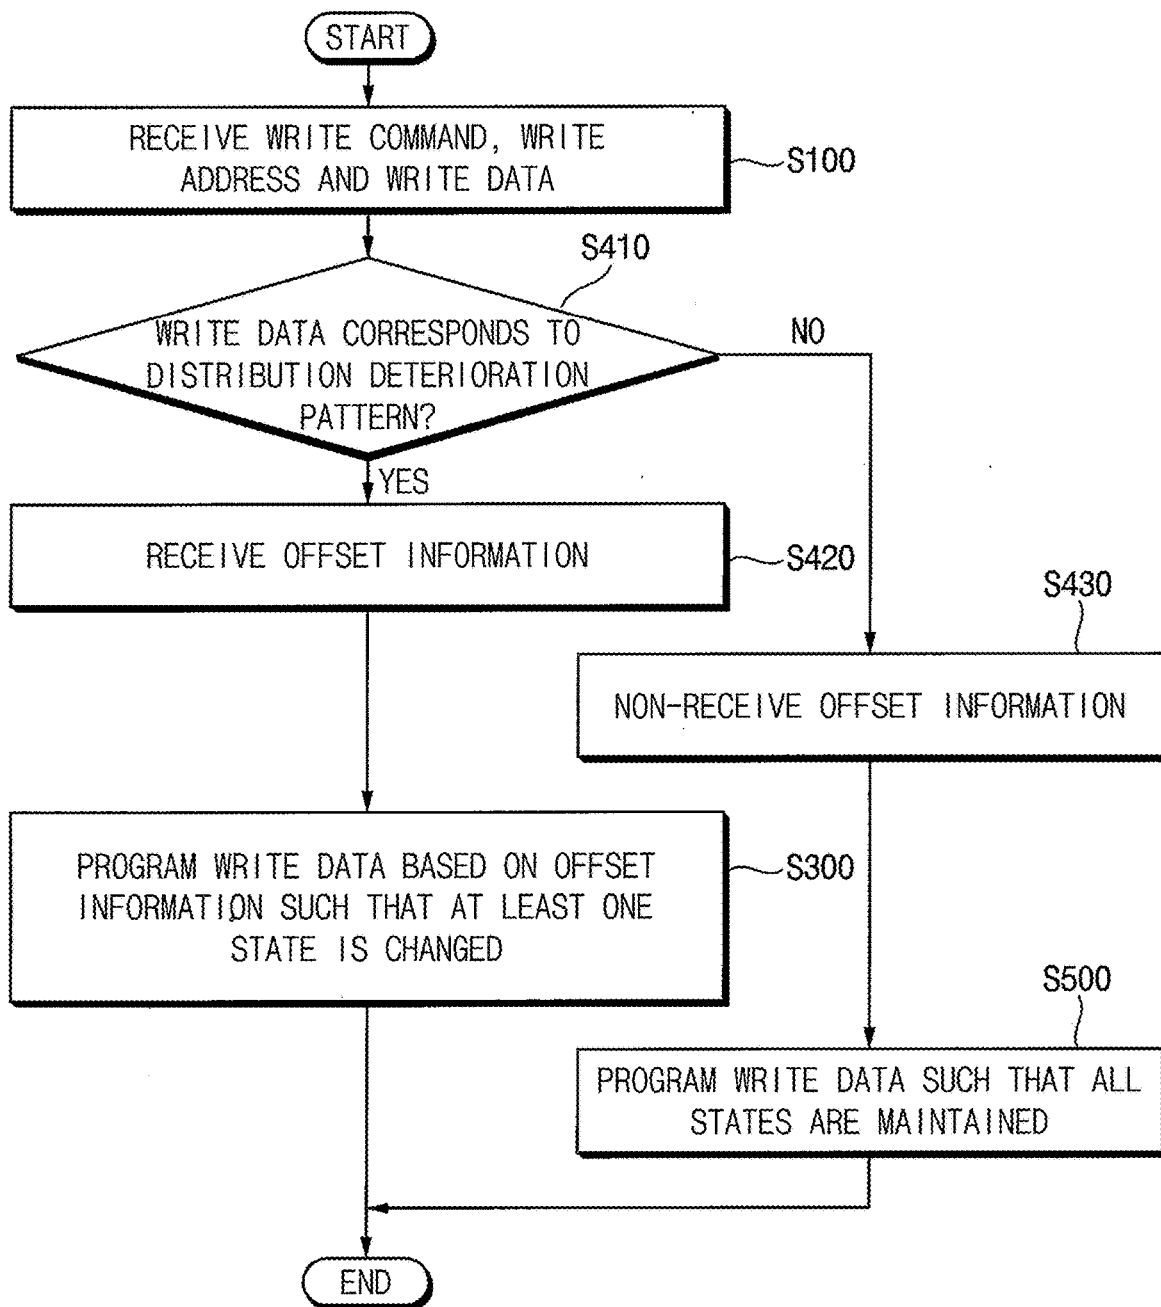 START
RECEIVE WRITE COMMAND, WRITE
ADDRESS AND WRITE DATA
S100
S410
WRITE DATA CORRESPONDS TO
DISTRIBUTION DETERIORATION
PATTERN?
NO
YES
RECEIVE OFFSET INFORMATION
S420
S430
NON-RECEIVE OFFSET INFORMATION
PROGRAM WRITE DATA BASED ON OFFSET
INFORMATION SUCH THAT AT LEAST ONE
STATE IS CHANGED
S300
S500
PROGRAM WRITE DATA SUCH THAT ALL
STATES ARE MAINTAINED
END